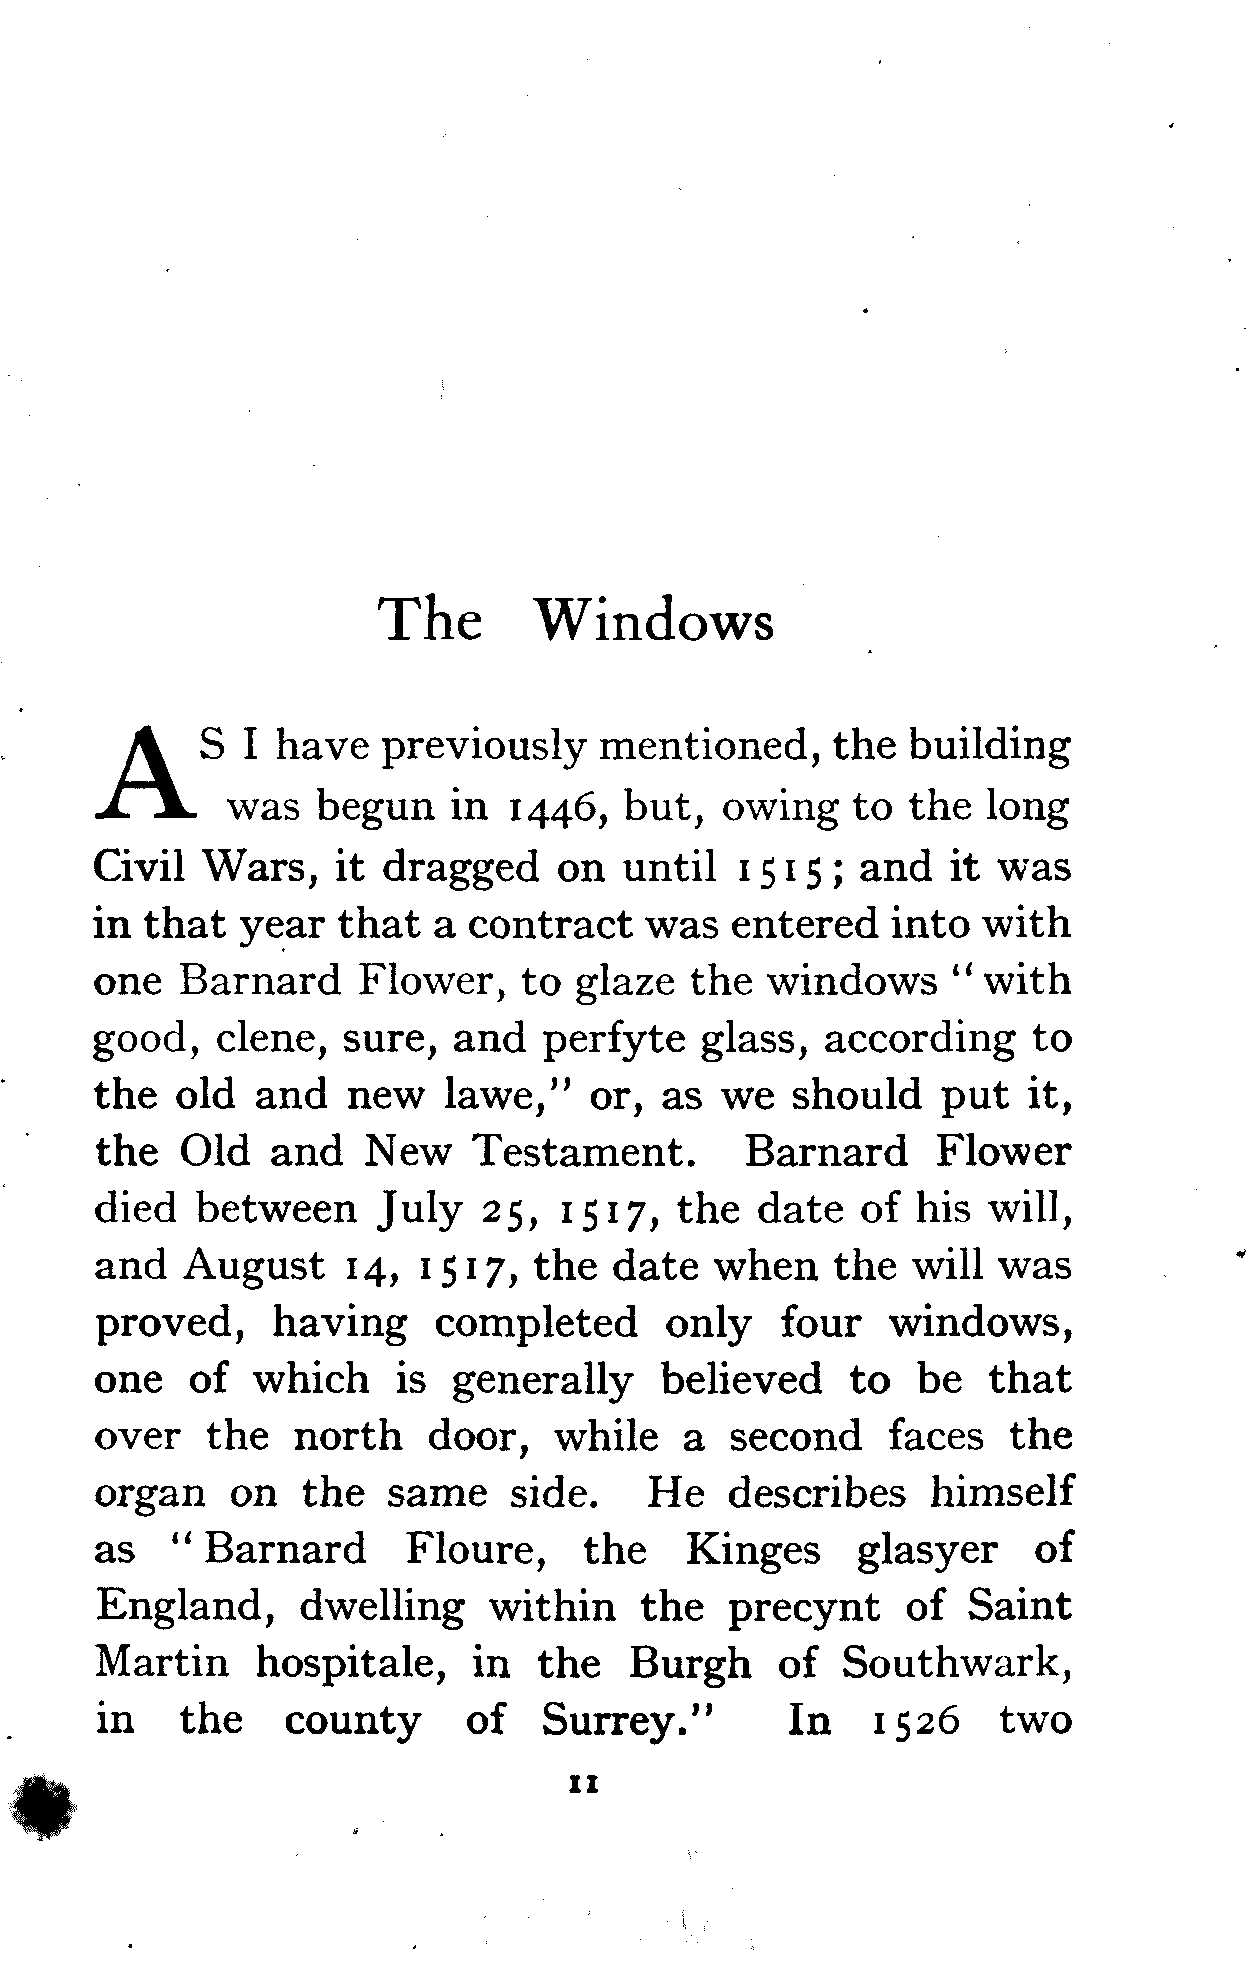 The Windows
AS I have previously mentioned, the building
was begun in 1446, but, owing to the long
Civil Wars, it dragged on until 1515; and it was
in that year that a contract was entered into with
one Barnard Flower, to glaze the windows "with
good, clene, sure, and perfyte glass, according to
the old and new lawe," or, as we should put it,
the Old and New Testament. Barnard Flower
died between July 25, 1517, the date of his will,
and August 14, 1517, the date when the will was
proved, having completed only four windows,
one of which is generally believed to be that
over the north door, while a second faces the
organ on the same side. He describes himself
as "Barnard Floure, the Kinges glasyer of
England, dwelling within the precynt of Saint
Martin hospitale, in the Burgh of Southwark,
in the county of Surrey." In 1526 two
11